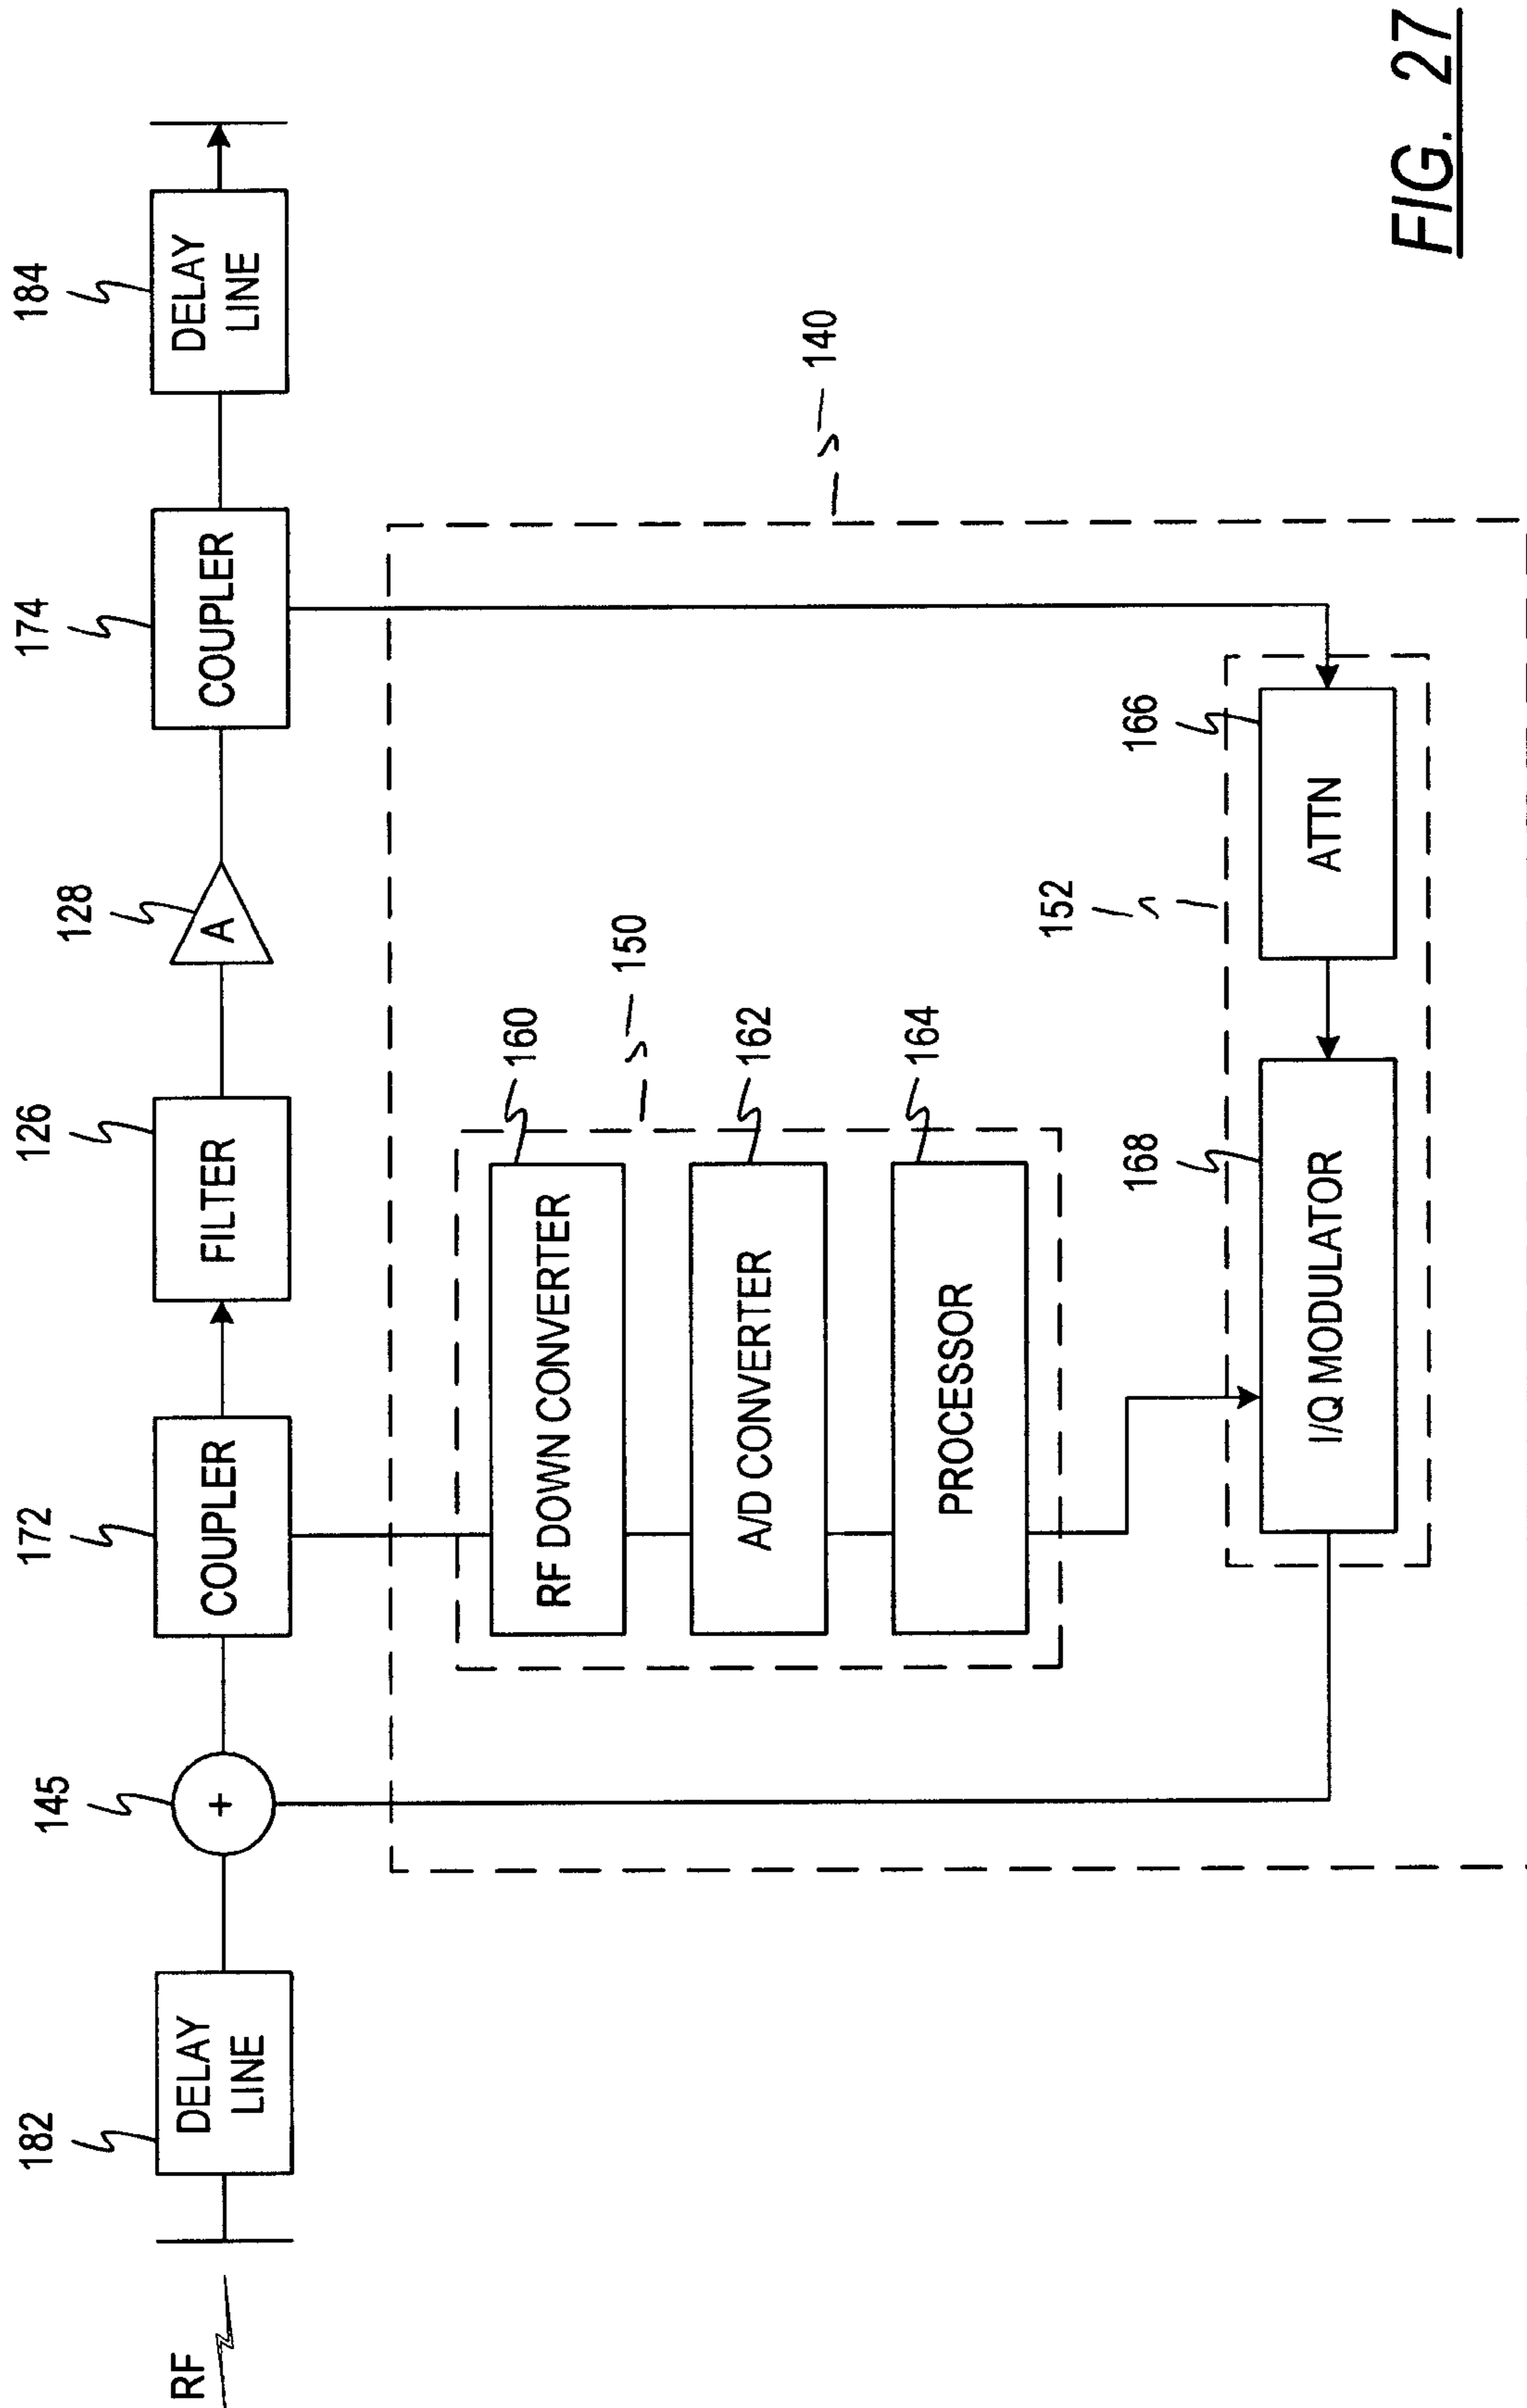 RF
182
DELAY
LINE
145
+
172
COUPLER
126
FILTER
128
A
174
COUPLER
184
DELAY
LINE
140
150
160
RF DOWN CONVERTER
162
A/D CONVERTER
164
PROCESSOR
152
168
I/Q MODULATOR
166
ATTN
FIG. 27